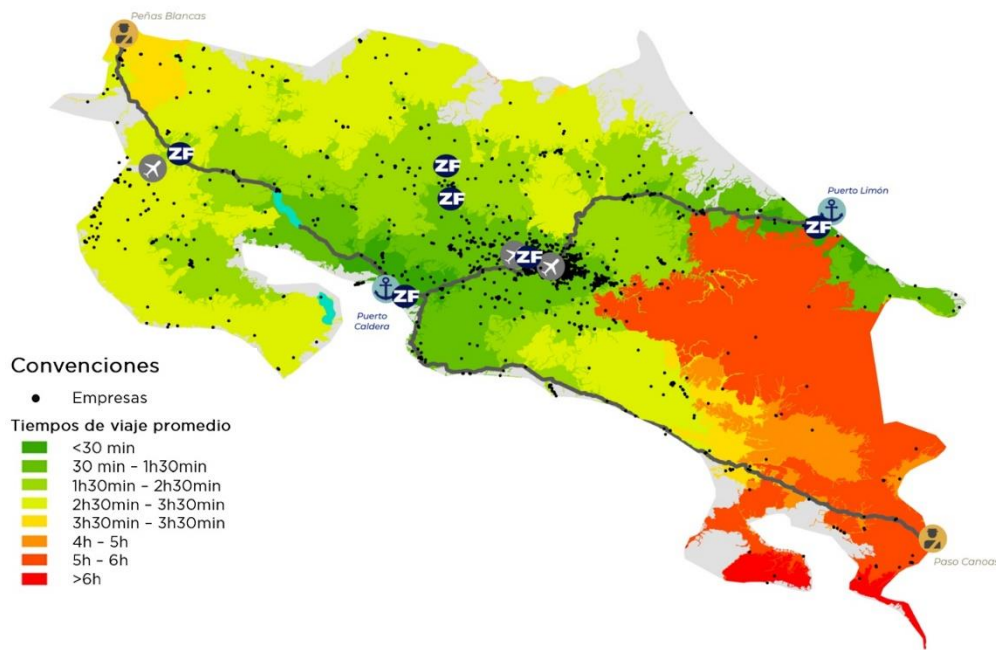 Peñas Blancas
ZF
ZF
ZF
Puerto Limón
ZF
ZF
ZF
Puerto
Caldera
Paso Canoas
Convenciones
Empresas
Tiempos de viaje promedio
<30 min
30 min – 1h30min
1h30min – 2h30min
2h30min – 3h30min
3h30min – 3h30min
4h – 5h
5h – 6h
>6h